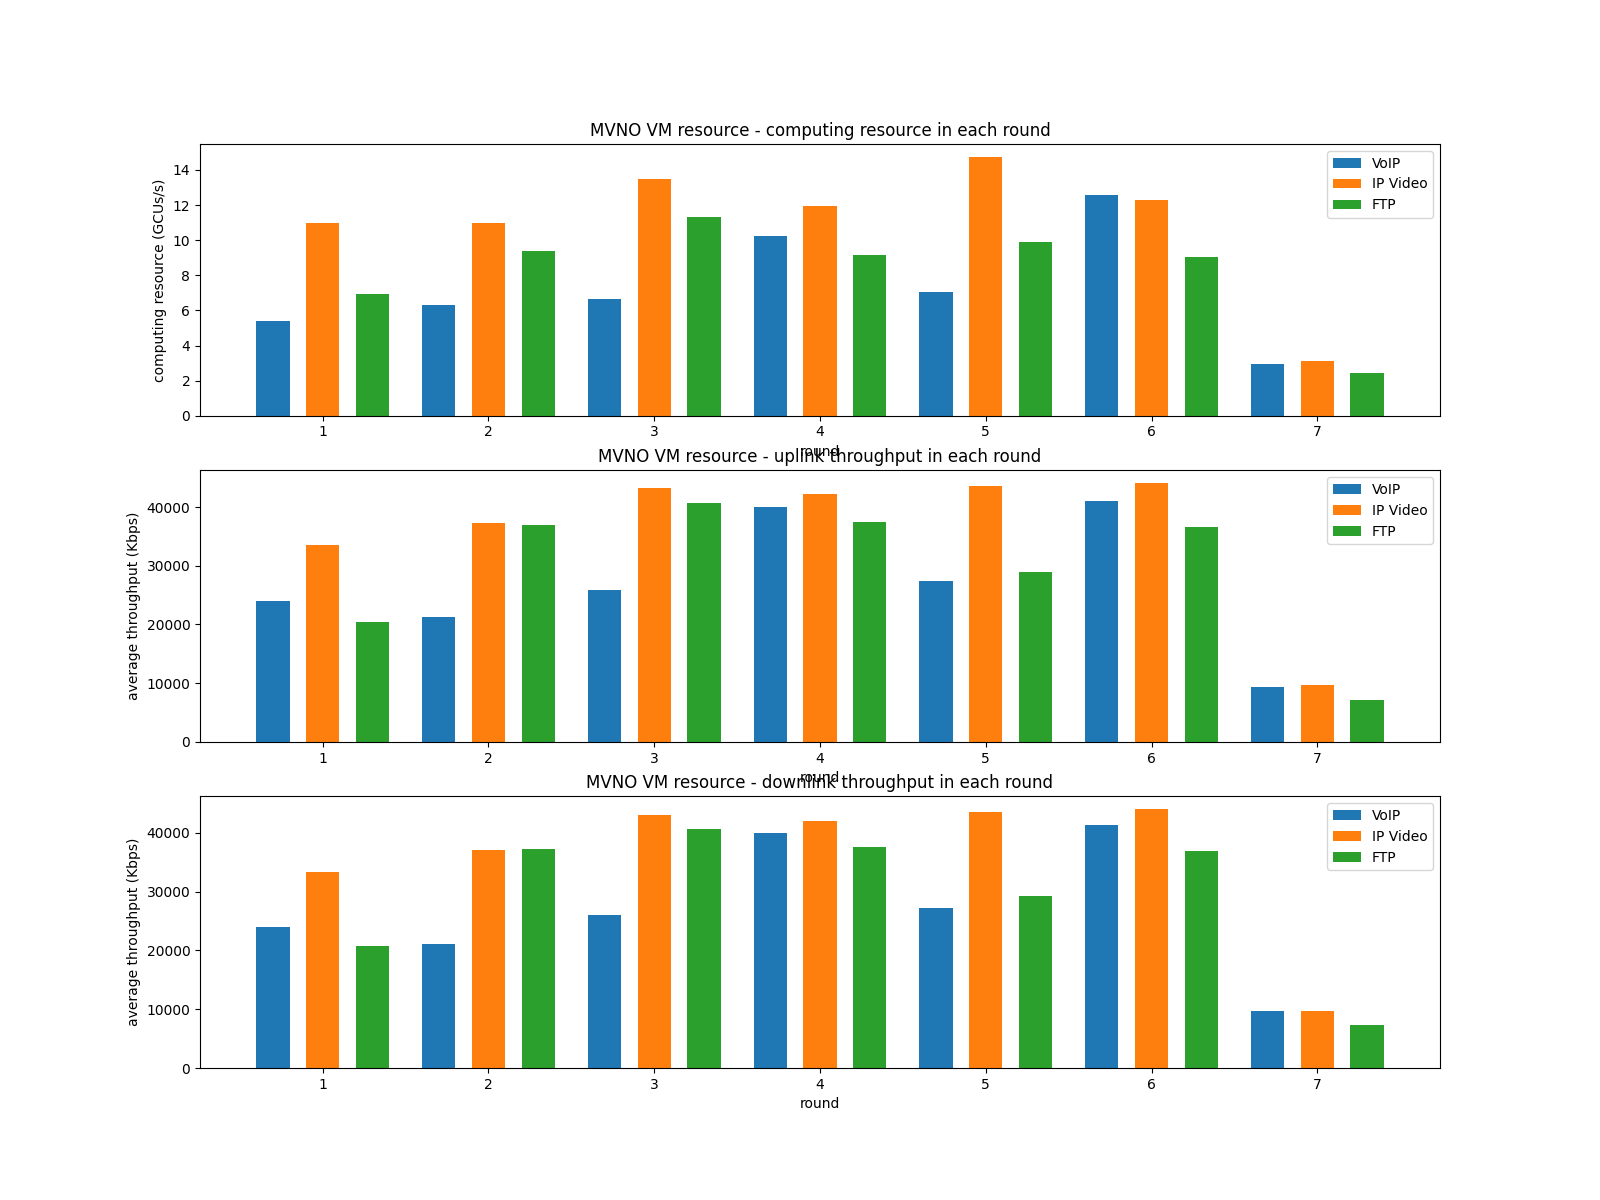 MVNO VM resource - computing resource in each round
computing resource (GCUs/s)
14
12
10
8
6
4
2
0
VoIP
IP Video
FTP
1 2 3 4 5 6 7
round
MVNO VM resource - uplink throughput in each round
average throughput (Kbps)
40000
30000
20000
10000
0
VoIP
IP Video
FTP
1 2 3 4 5 6 7
round
MVNO VM resource - downlink throughput in each round
average throughput (Kbps)
40000
30000
20000
10000
0
VoIP
IP Video
FTP
1 2 3 4 5 6 7
round